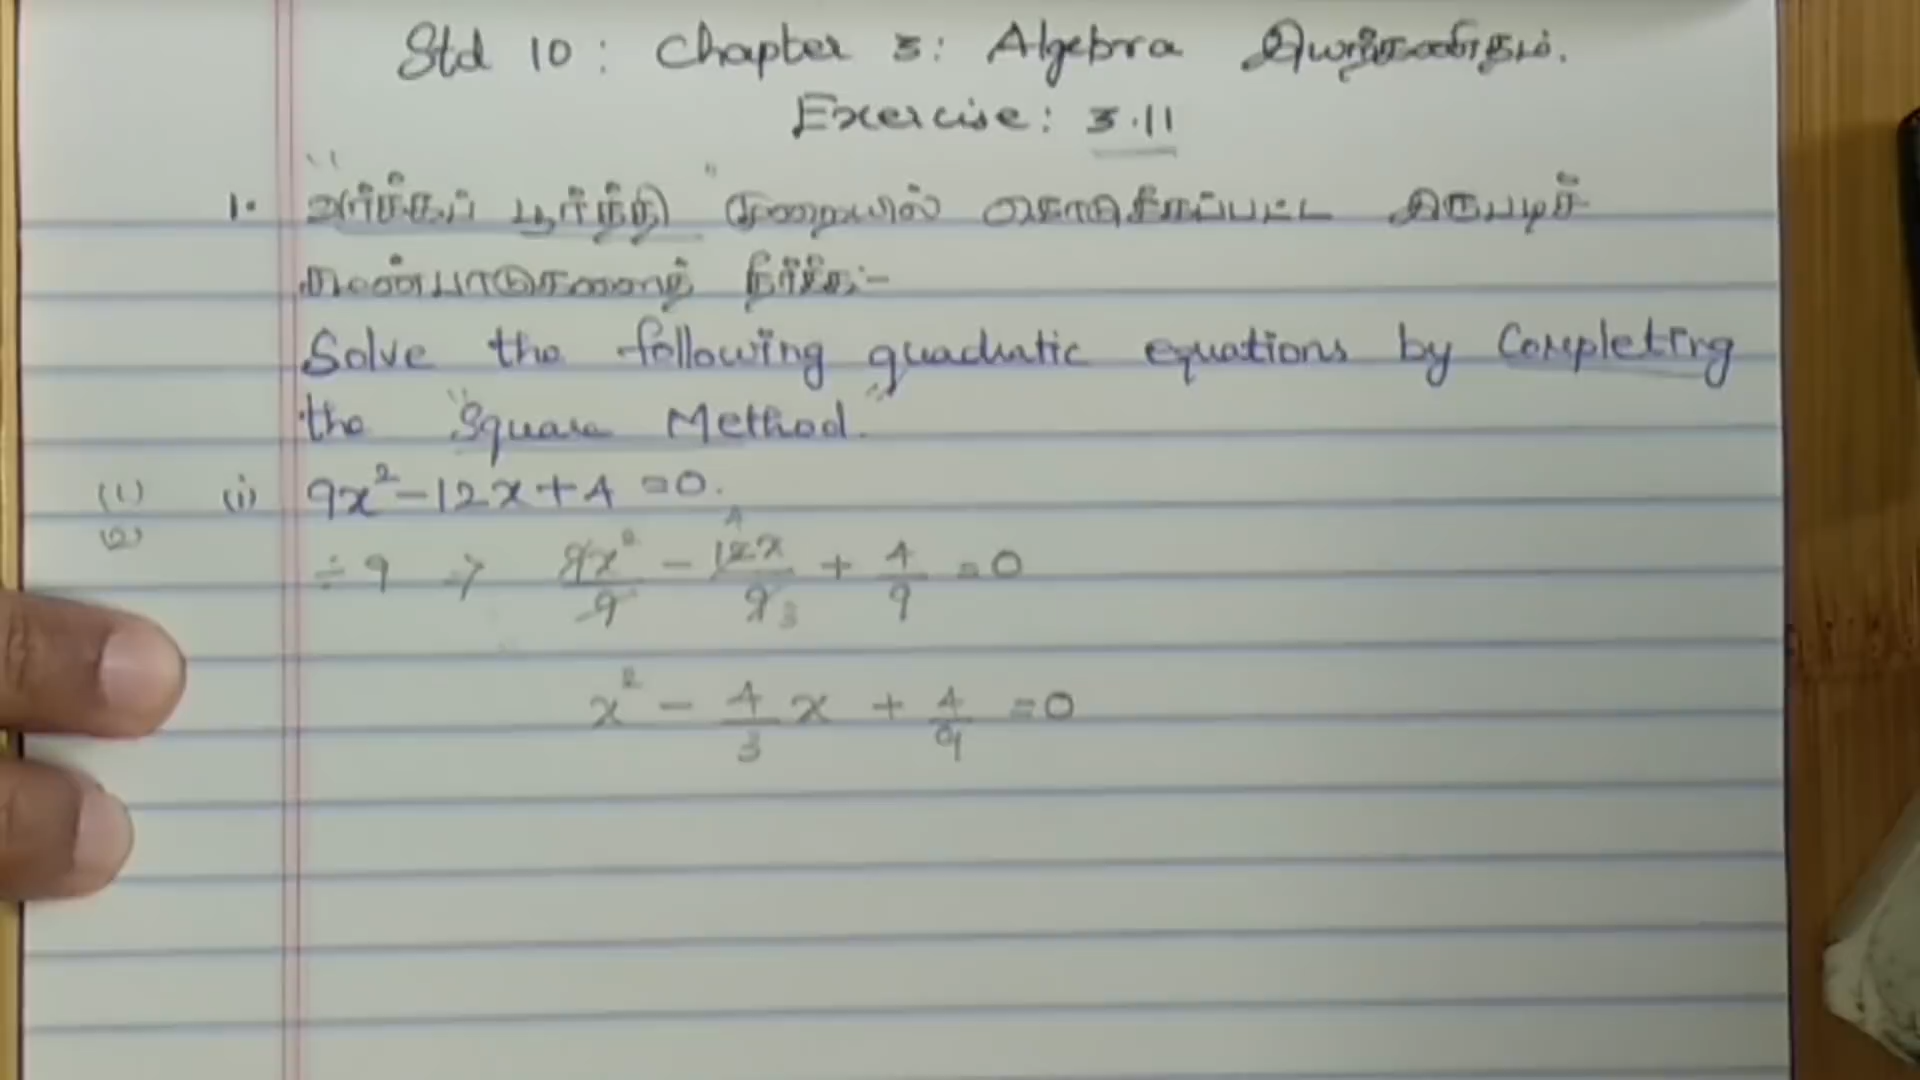 Std 10 : Chapter 3: Algebra இயற்கணிதம்.
Exercise: 3.11
1. "வர்க்கப் பூர்த்தி" முறையில் கொடுக்கப்பட்ட இருபடிச்
சமன்பாடுகளைத் தீர்க்க:-
Solve the following quadratic equations by Completing
the "Square Method".
(1) (i) 9x² - 12x + 4 = 0.
(2)
÷ 9 → 9x²/9 - 12x/9 4 3 + 4/9 = 0
x² - 4/3 x + 4/9 = 0